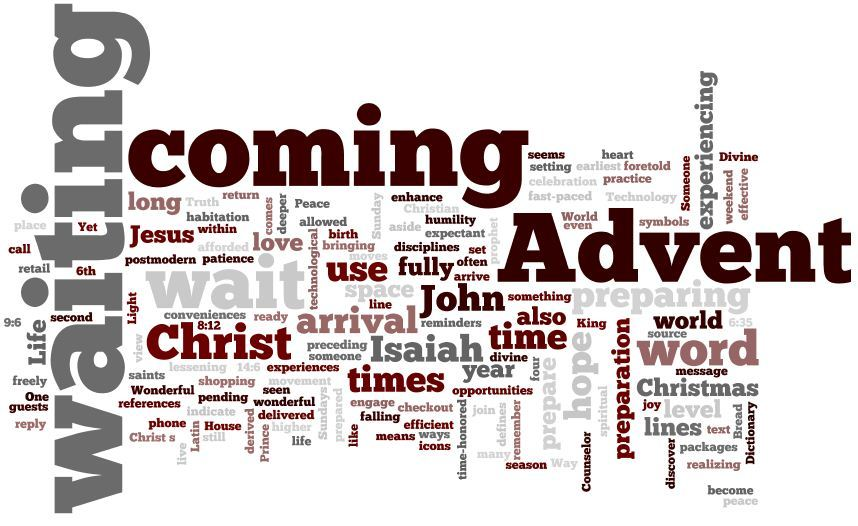 waiting
coming
Advent
experiencing
seems
heart
Divine
setting
earliest
foretold
Someone
celebration
practice
weekend
effective
fast-paced
Technology
long
Truth
return
comes
deeper
Peace
Sunday
enhance
Christian
habitation
allowed
humility
World
even
symbols
place
Yet
Jesus
within
birth
aside
expectant
prophet
call
afforded
love
bringing
disciplines
set
postmodern
patience
technological
moves
often
retail
6th
wait
use
fully
arrive
space
John
something
preparing
Light
line
conveniences
ready
arrival
reminders
also
King
world
6:35
9:6
second
Life
8:12
Christ
preceding
someone
Isaiah
divine
time
source
word
view
hope
preparation
message
lessening
14:6
experiences
times
year
four
prepare
saints
shopping
movement
opportunities
Christmas
freely
Wonderful
pending
seen
One
guests
references
wonderful
Sundays
prepared
engage
checkout
time-honored
join
defines
remember
spiritual
joy
level
Bread
Dictionary
indicate
delivered
falling
reply
phone
House
derived
Prince
higher
like
efficient
lines
text
Christ s
Latin
still
life
means
ways
icons
many
packages
live
season
Way
Counselor
discover
realizing
become
peace